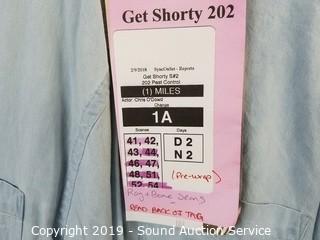 Get Shorty 202
2/9/2018 SyncOnSet - Reports
Get Shorty S#2
202 Pest Control
(1) MILES
Actor: Chris O'Dowd
Change
1A
Scenes Days
41, 42, D 2
43, 44, N 2
46, 47,
48, 51, (pre-wrap)
52, 54
Rag + Bone Jeans
READ BACK OF TAG
Copyright 2019 - Sound Auction Service